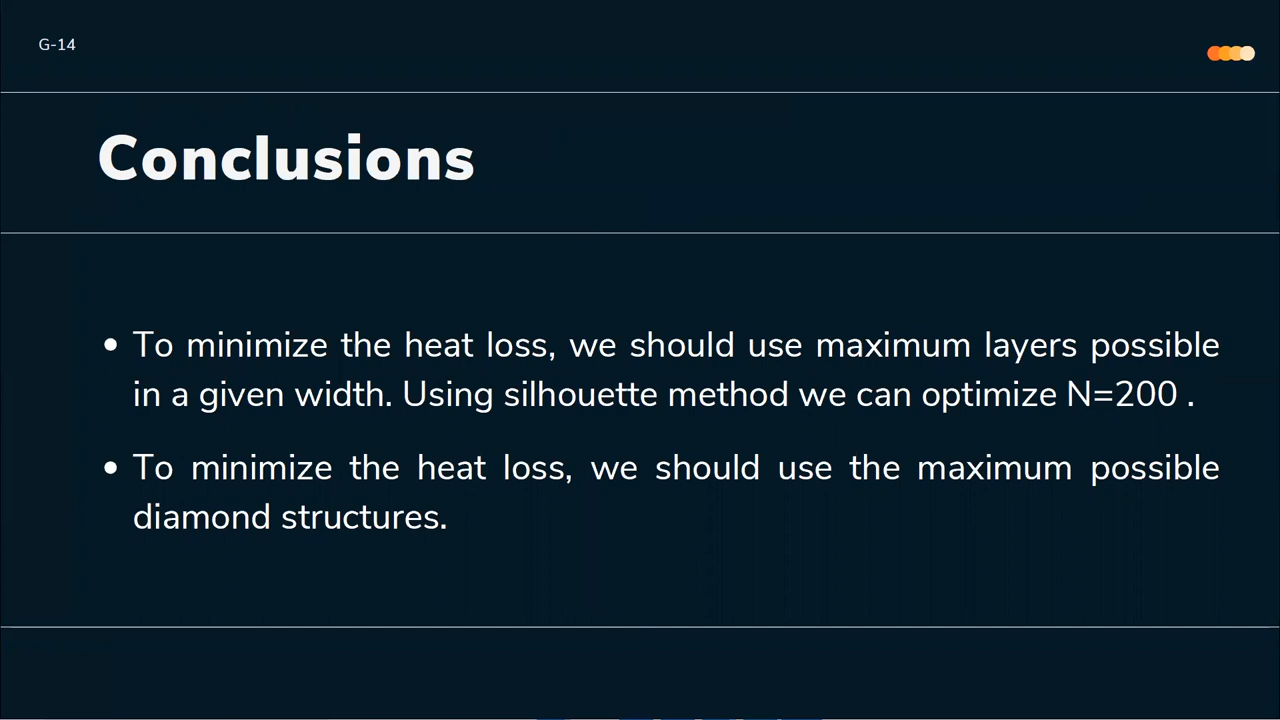 G-14
Conclusions
• To minimize the heat loss, we should use maximum layers possible
in a given width. Using silhouette method we can optimize N=200 .
• To minimize the heat loss, we should use the maximum possible
diamond structures.